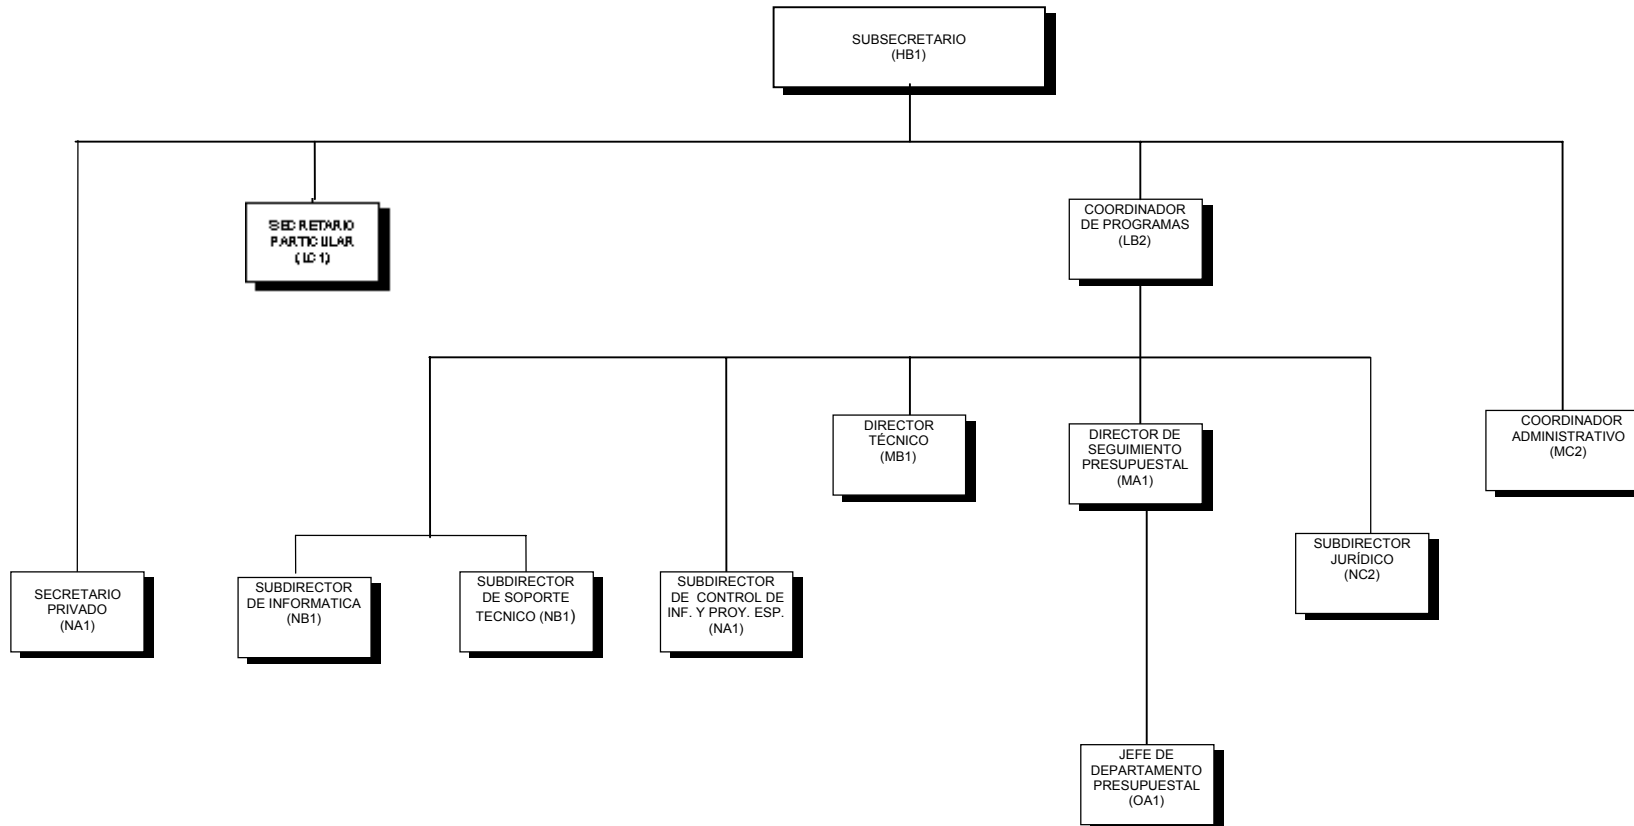 SUBSECRETARIO
(HB1)
SECRETARIO
PARTICULAR
(LC1)
COORDINADOR
DE PROGRAMAS
(LB2)
DIRECTOR
TÉCNICO
(MB1)
DIRECTOR DE
SEGUIMIENTO
PRESUPUESTAL
(MA1)
COORDINADOR
ADMINISTRATIVO
(MC2)
SECRETARIO
PRIVADO
(NA1)
SUBDIRECTOR
DE INFORMATICA
(NB1)
SUBDIRECTOR
DE SOPORTE
TECNICO (NB1)
SUBDIRECTOR
DE CONTROL DE
INF. Y PROY. ESP.
(NA1)
SUBDIRECTOR
JURÍDICO
(NC2)
JEFE DE
DEPARTAMENTO
PRESUPUESTAL
(OA1)